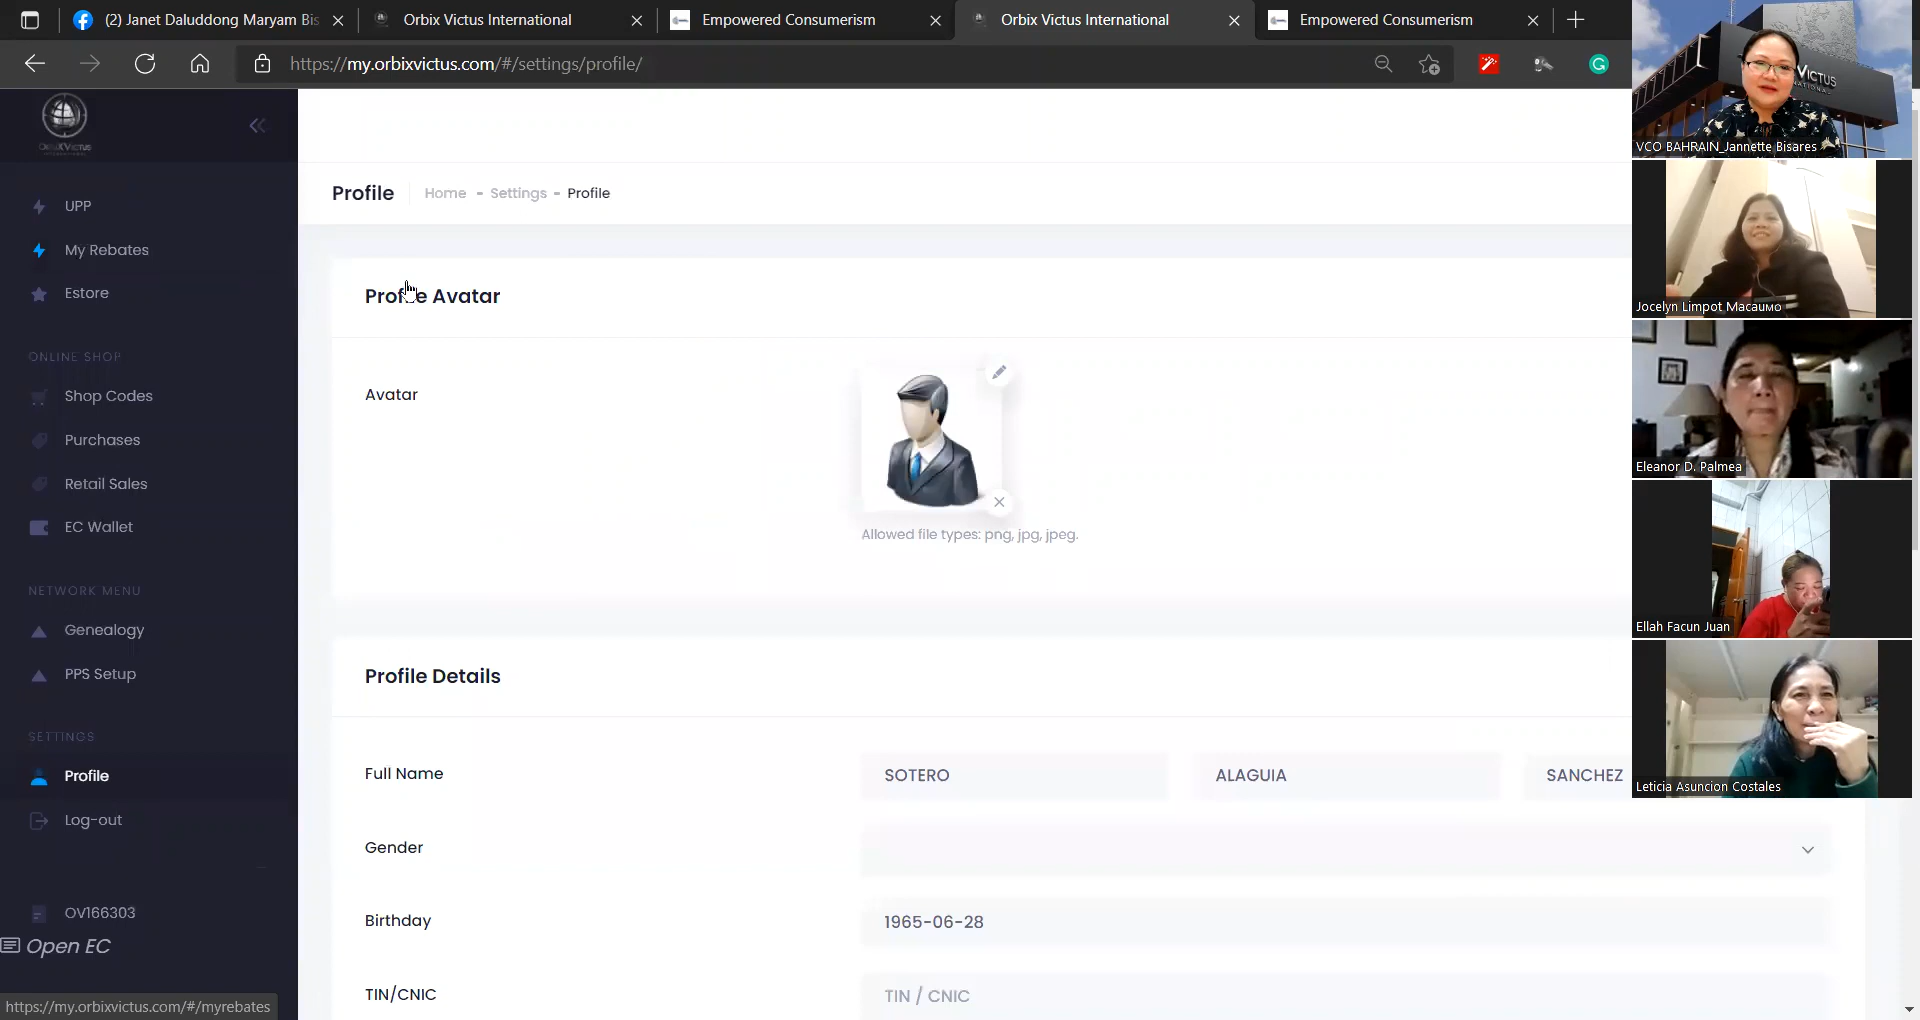 (2) Janet Daluddong Maryam Bis
Orbix Victus International
Empowered Consumerism
Orbix Victus International
Empowered Consumerism
https://my.orbixvictus.com/#/settings/profile/
UPP
My Rebates
Estore
ONLINE SHOP
Shop Codes
Purchases
Retail Sales
EC Wallet
NETWORK MENU
Genealogy
PPS Setup
SETTINGS
Profile
Log-out
OV166303
Open EC
https://my.orbixvictus.com/#/myrebates
Profile
Home - Settings - Profile
Profile Avatar
Avatar
Allowed file types: png, jpg, jpeg.
Profile Details
Full Name
SOTERO
ALAGUIA
SANCHEZ
Gender
Birthday
1965-06-28
TIN/CNIC
TIN / CNIC
VICTUS
VCO BAHRAIN_Jannette Bisares
Jocelyn Limpot Macaumo
Eleanor D. Palmea
Ellah Facun Juan
Leticia Asuncion Costales